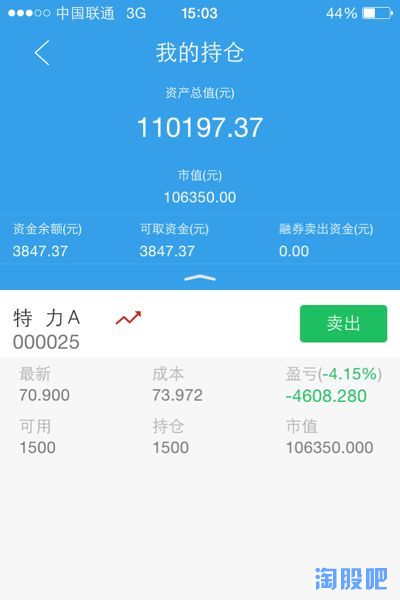 中国联通 3G 15:03 44%
我的持仓
资产总值(元)
110197.37
市值(元)
106350.00
资金余额(元) 可取资金(元) 融券卖出资金(元)
3847.37 3847.37 0.00
特 力A 卖出
000025
最新 成本 盈亏(-4.15%)
70.900 73.972 -4608.280
可用 持仓 市值
1500 1500 106350.000
淘股吧